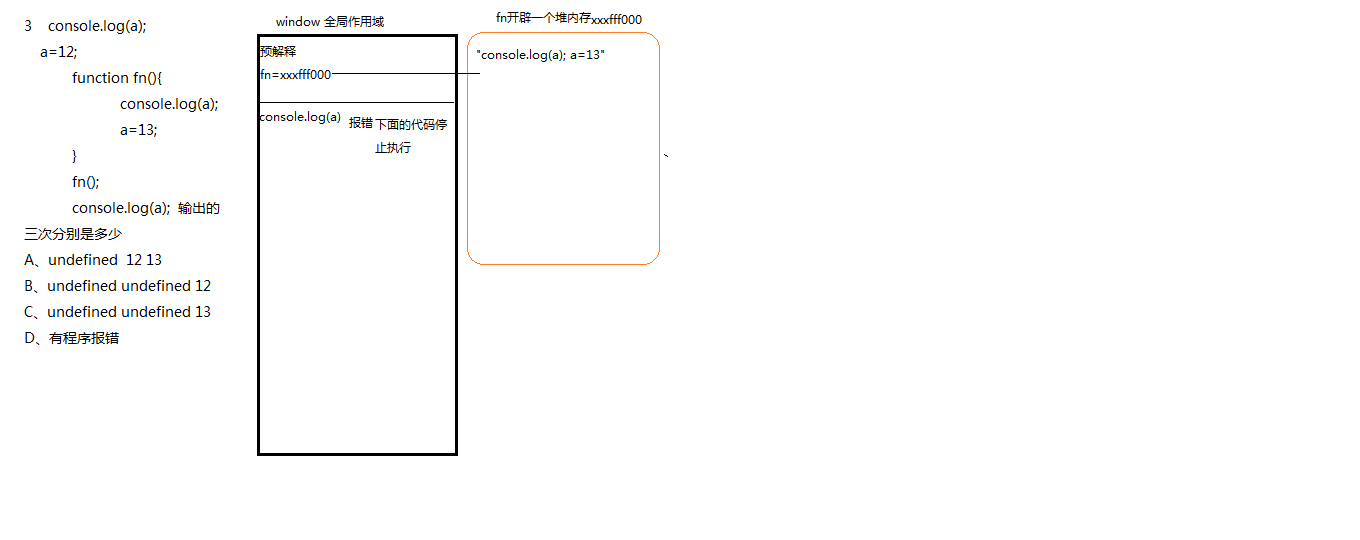 3 console.log(a);
a=12;
function fn(){
console.log(a);
a=13;
}
fn();
console.log(a); 输出的
三次分别是多少
A、undefined 12 13
B、undefined undefined 12
C、undefined undefined 13
D、有程序报错
window 全局作用域
预解释
fn=xxxfff000
console.log(a) 报错 下面的代码停
止执行
fn开辟一个堆内存xxxfff000
"console.log(a); a=13"